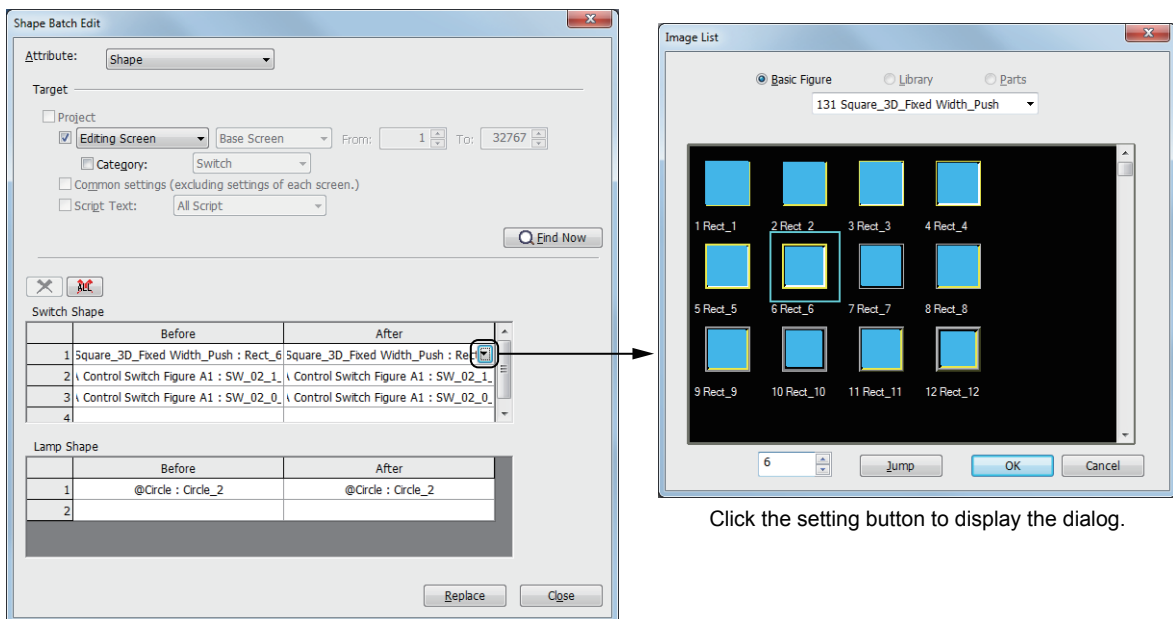 Shape Batch Edit
Attribute: Shape
Target
Project
Editing Screen Base Screen From: 1 To: 32767
Category: Switch
Common settings (excluding settings of each screen.)
Script Text: All Script
Find Now
ALL
Switch Shape
Before After
1 Square_3D_Fixed Width_Push : Rect_6 Square_3D_Fixed Width_Push : Rec
2 Control Switch Figure A1 : SW_02_1_ Control Switch Figure A1 : SW_02_1_
3 Control Switch Figure A1 : SW_02_0_ Control Switch Figure A1 : SW_02_0_
4
Lamp Shape
Before After
1 @Circle : Circle_2 @Circle : Circle_2
2
Replace Close
Image List
Basic Figure Library Parts
131 Square_3D_Fixed Width_Push
1 Rect_1 2 Rect_2 3 Rect_3 4 Rect_4
5 Rect_5 6 Rect_6 7 Rect_7 8 Rect_8
9 Rect_9 10 Rect_10 11 Rect_11 12 Rect_12
6 Jump OK Cancel
Click the setting button to display the dialog.